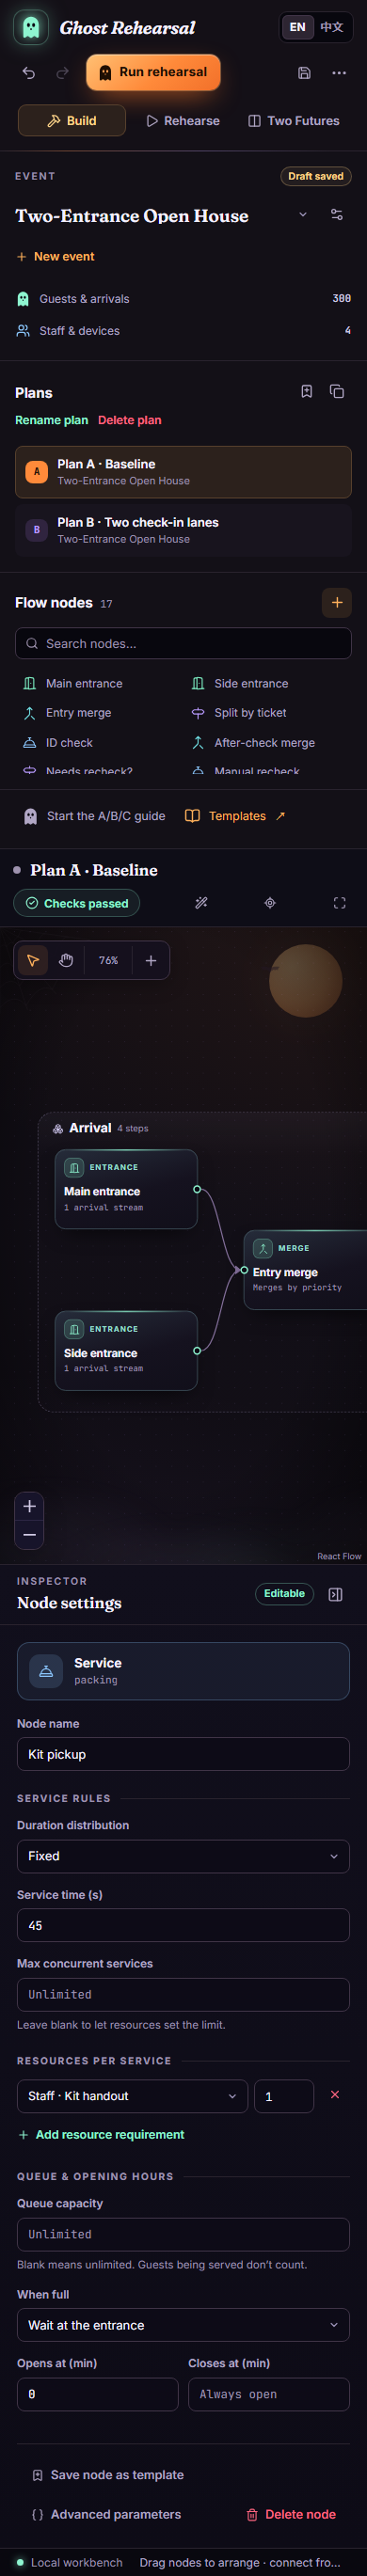 Ghost Rehearsal
EN 中文
Run rehearsal
Build Rehearse Two Futures
EVENT Draft saved
Two-Entrance Open House
+ New event
Guests & arrivals 300
Staff & devices 4
Plans
Rename plan Delete plan
A Plan A · Baseline
Two-Entrance Open House
B Plan B · Two check-in lanes
Two-Entrance Open House
Flow nodes 17
Search nodes...
Main entrance Side entrance
Entry merge Split by ticket
ID check After-check merge
Needs recheck? Manual recheck
Start the A/B/C guide Templates ↗
Plan A · Baseline
Checks passed
76%
Arrival 4 steps
ENTRANCE
Main entrance
1 arrival stream
MERGE
Entry merge
Merges by priority
ENTRANCE
Side entrance
1 arrival stream
React Flow
INSPECTOR
Node settings
Editable
Service
packing
Node name
Kit pickup
SERVICE RULES
Duration distribution
Fixed
Service time (s)
45
Max concurrent services
Unlimited
Leave blank to let resources set the limit.
RESOURCES PER SERVICE
Staff · Kit handout 1
+ Add resource requirement
QUEUE & OPENING HOURS
Queue capacity
Unlimited
Blank means unlimited. Guests being served don't count.
When full
Wait at the entrance
Opens at (min) Closes at (min)
0 Always open
Save node as template
Advanced parameters Delete node
Local workbench Drag nodes to arrange · connect fro...